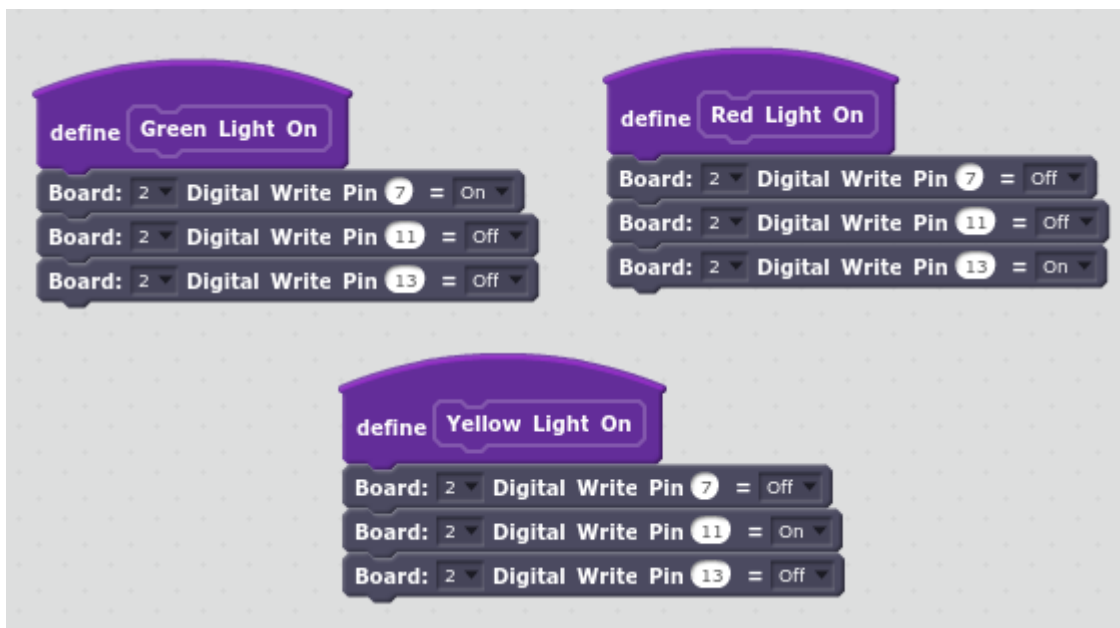 define Green Light On
Board: 2 Digital Write Pin 7 = On
Board: 2 Digital Write Pin 11 = Off
Board: 2 Digital Write Pin 13 = Off
define Red Light On
Board: 2 Digital Write Pin 7 = Off
Board: 2 Digital Write Pin 11 = Off
Board: 2 Digital Write Pin 13 = On
define Yellow Light On
Board: 2 Digital Write Pin 7 = Off
Board: 2 Digital Write Pin 11 = On
Board: 2 Digital Write Pin 13 = Off